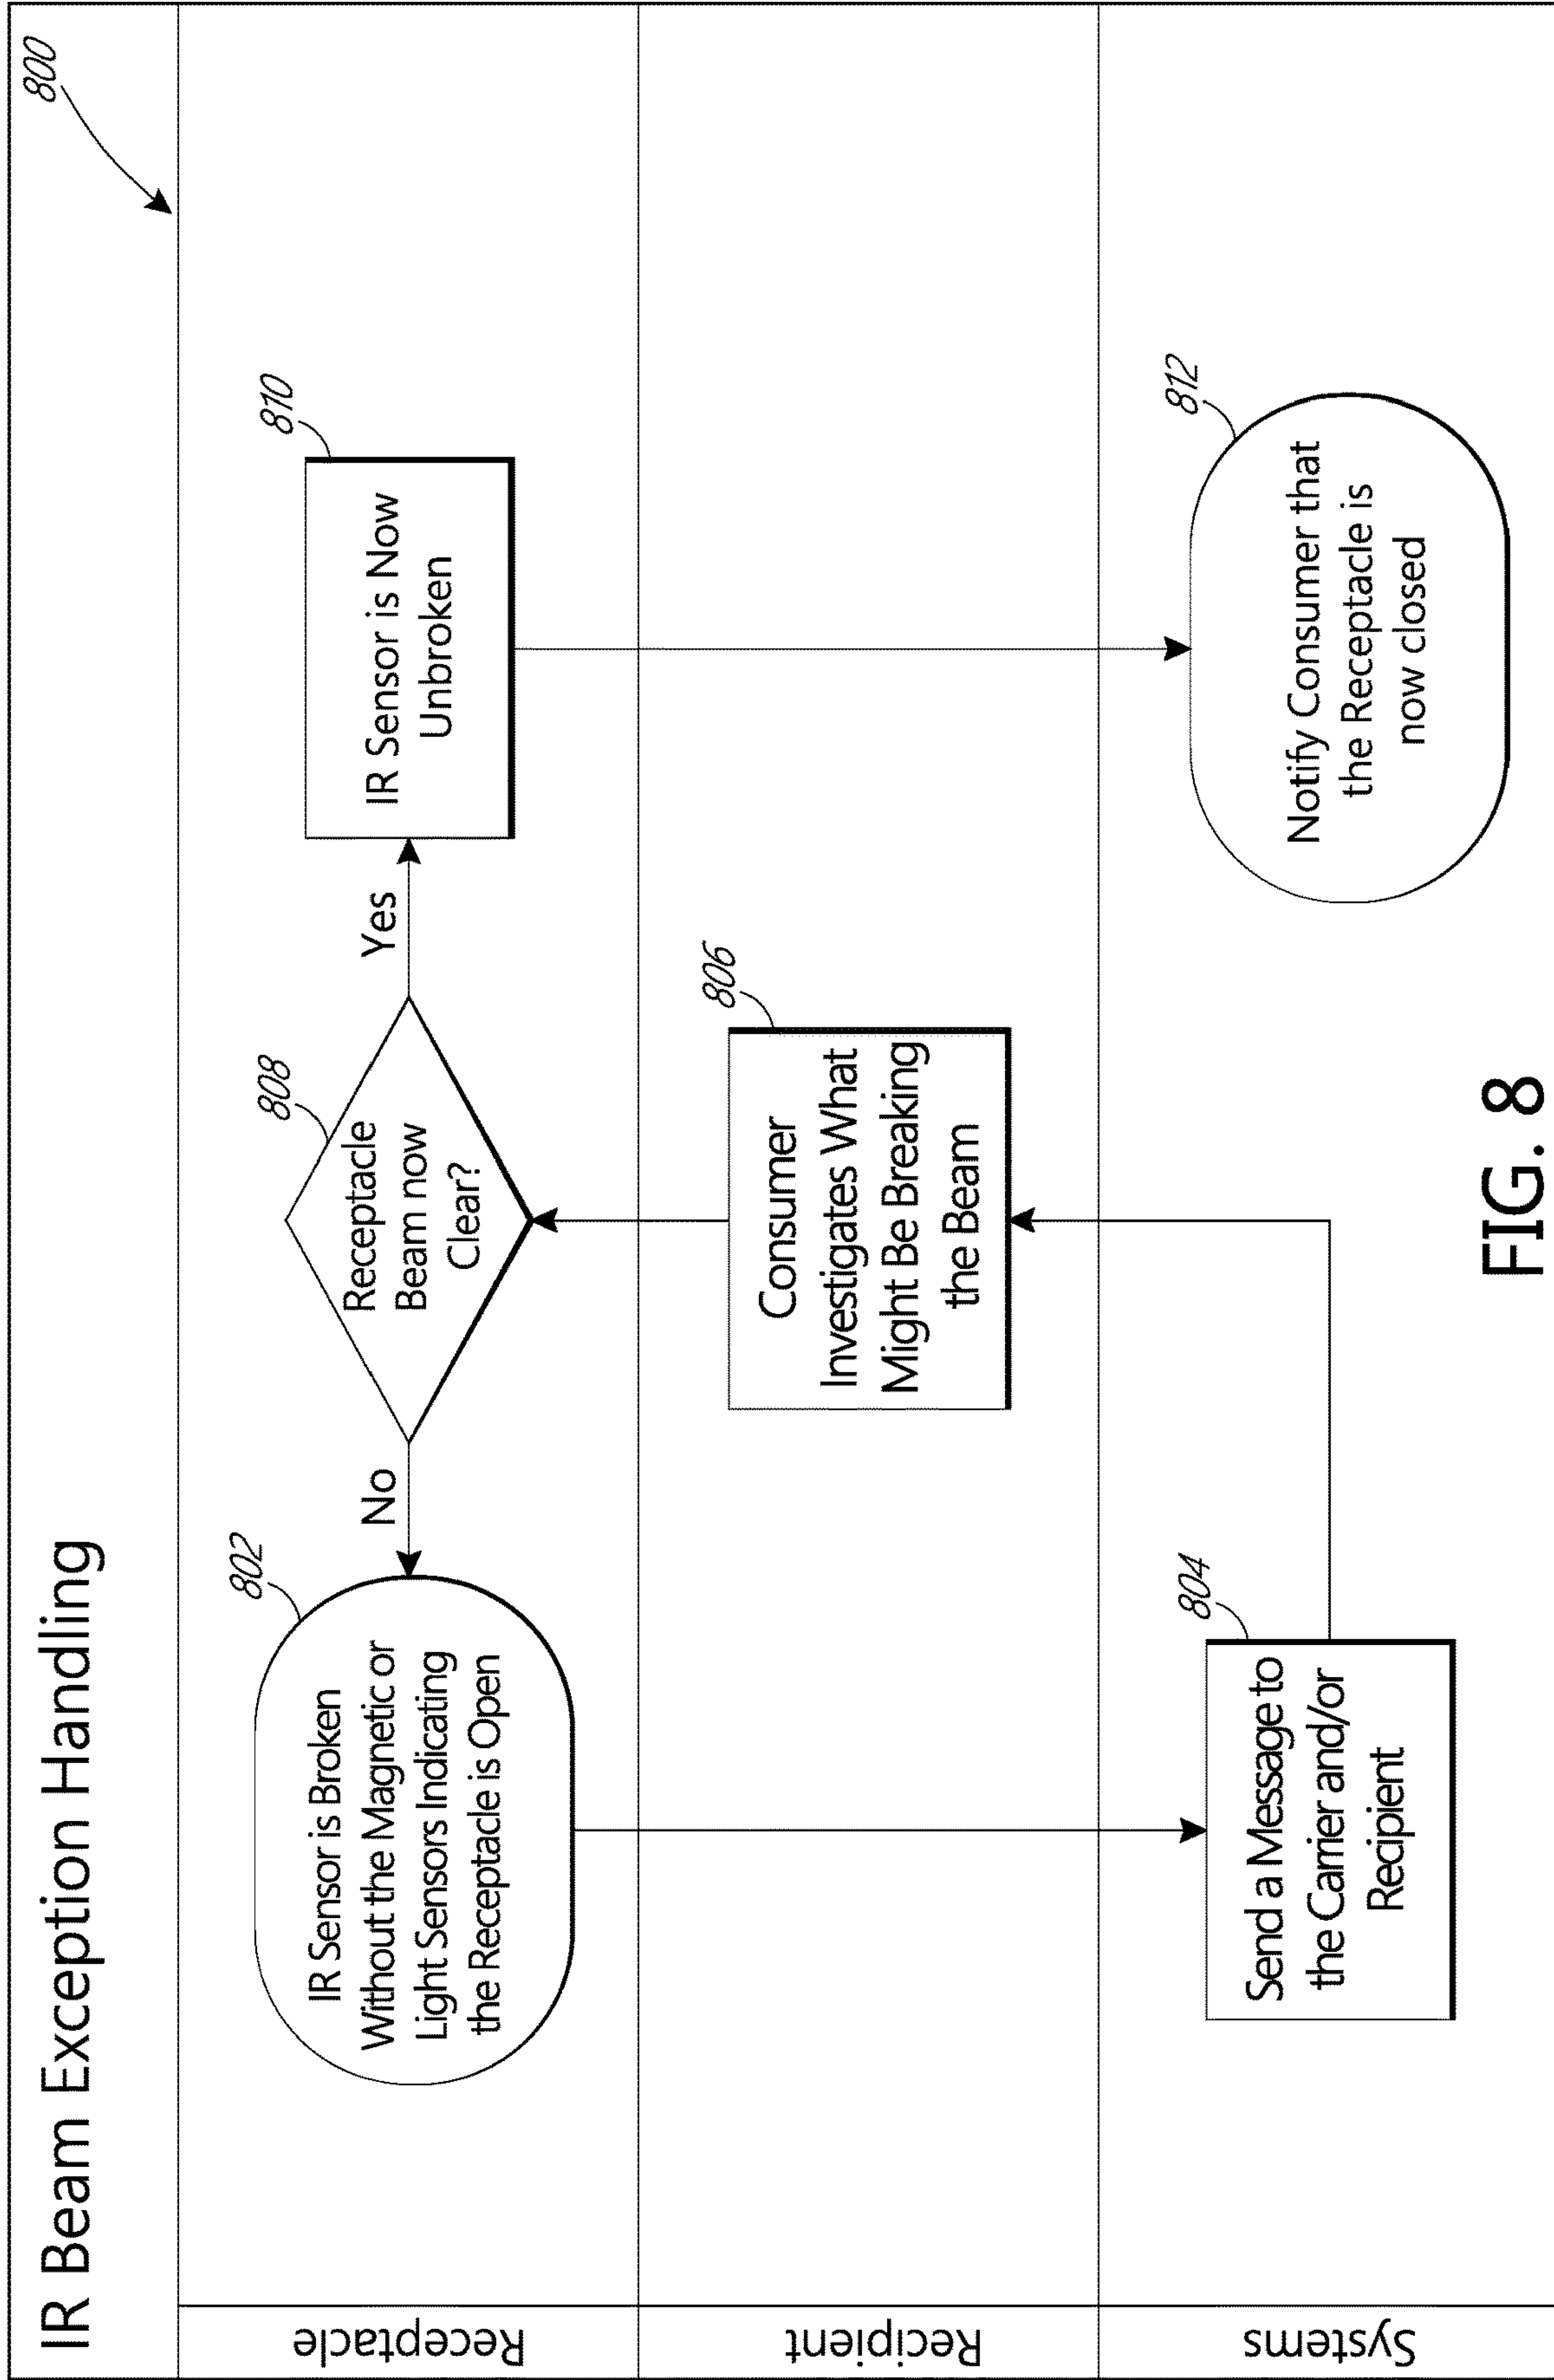 IR Beam Exception Handling
800
Receptacle
802
IR Sensor is Broken
Without the Magnetic or
Light Sensors Indicating
the Receptacle is Open
No
808
Receptacle
Beam now
Clear?
Yes
810
IR Sensor is Now
Unbroken
Recipient
806
Consumer
Investigates What
Might Be Breaking
the Beam
Systems
804
Send a Message to
the Carrier and/or
Recipient
812
Notify Consumer that
the Receptacle is
now closed
FIG. 8